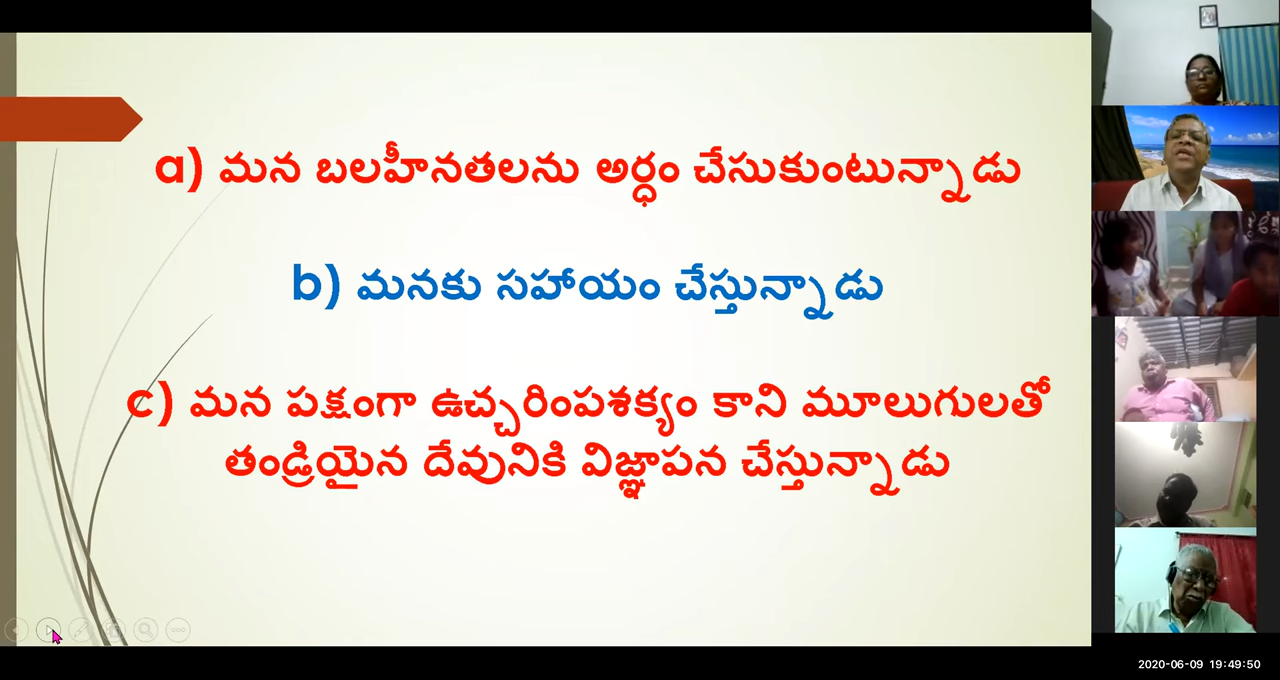 a) మన బలహీనతలను అర్ధం చేసుకుంటున్నాడు
b) మనకు సహాయం చేస్తున్నాడు
c) మన పక్షంగా ఉచ్చరింపశక్యం కాని మూలుగులతో
తండ్రియైన దేవునికి విజ్ఞాపన చేస్తున్నాడు
2020-06-09 19:49:50